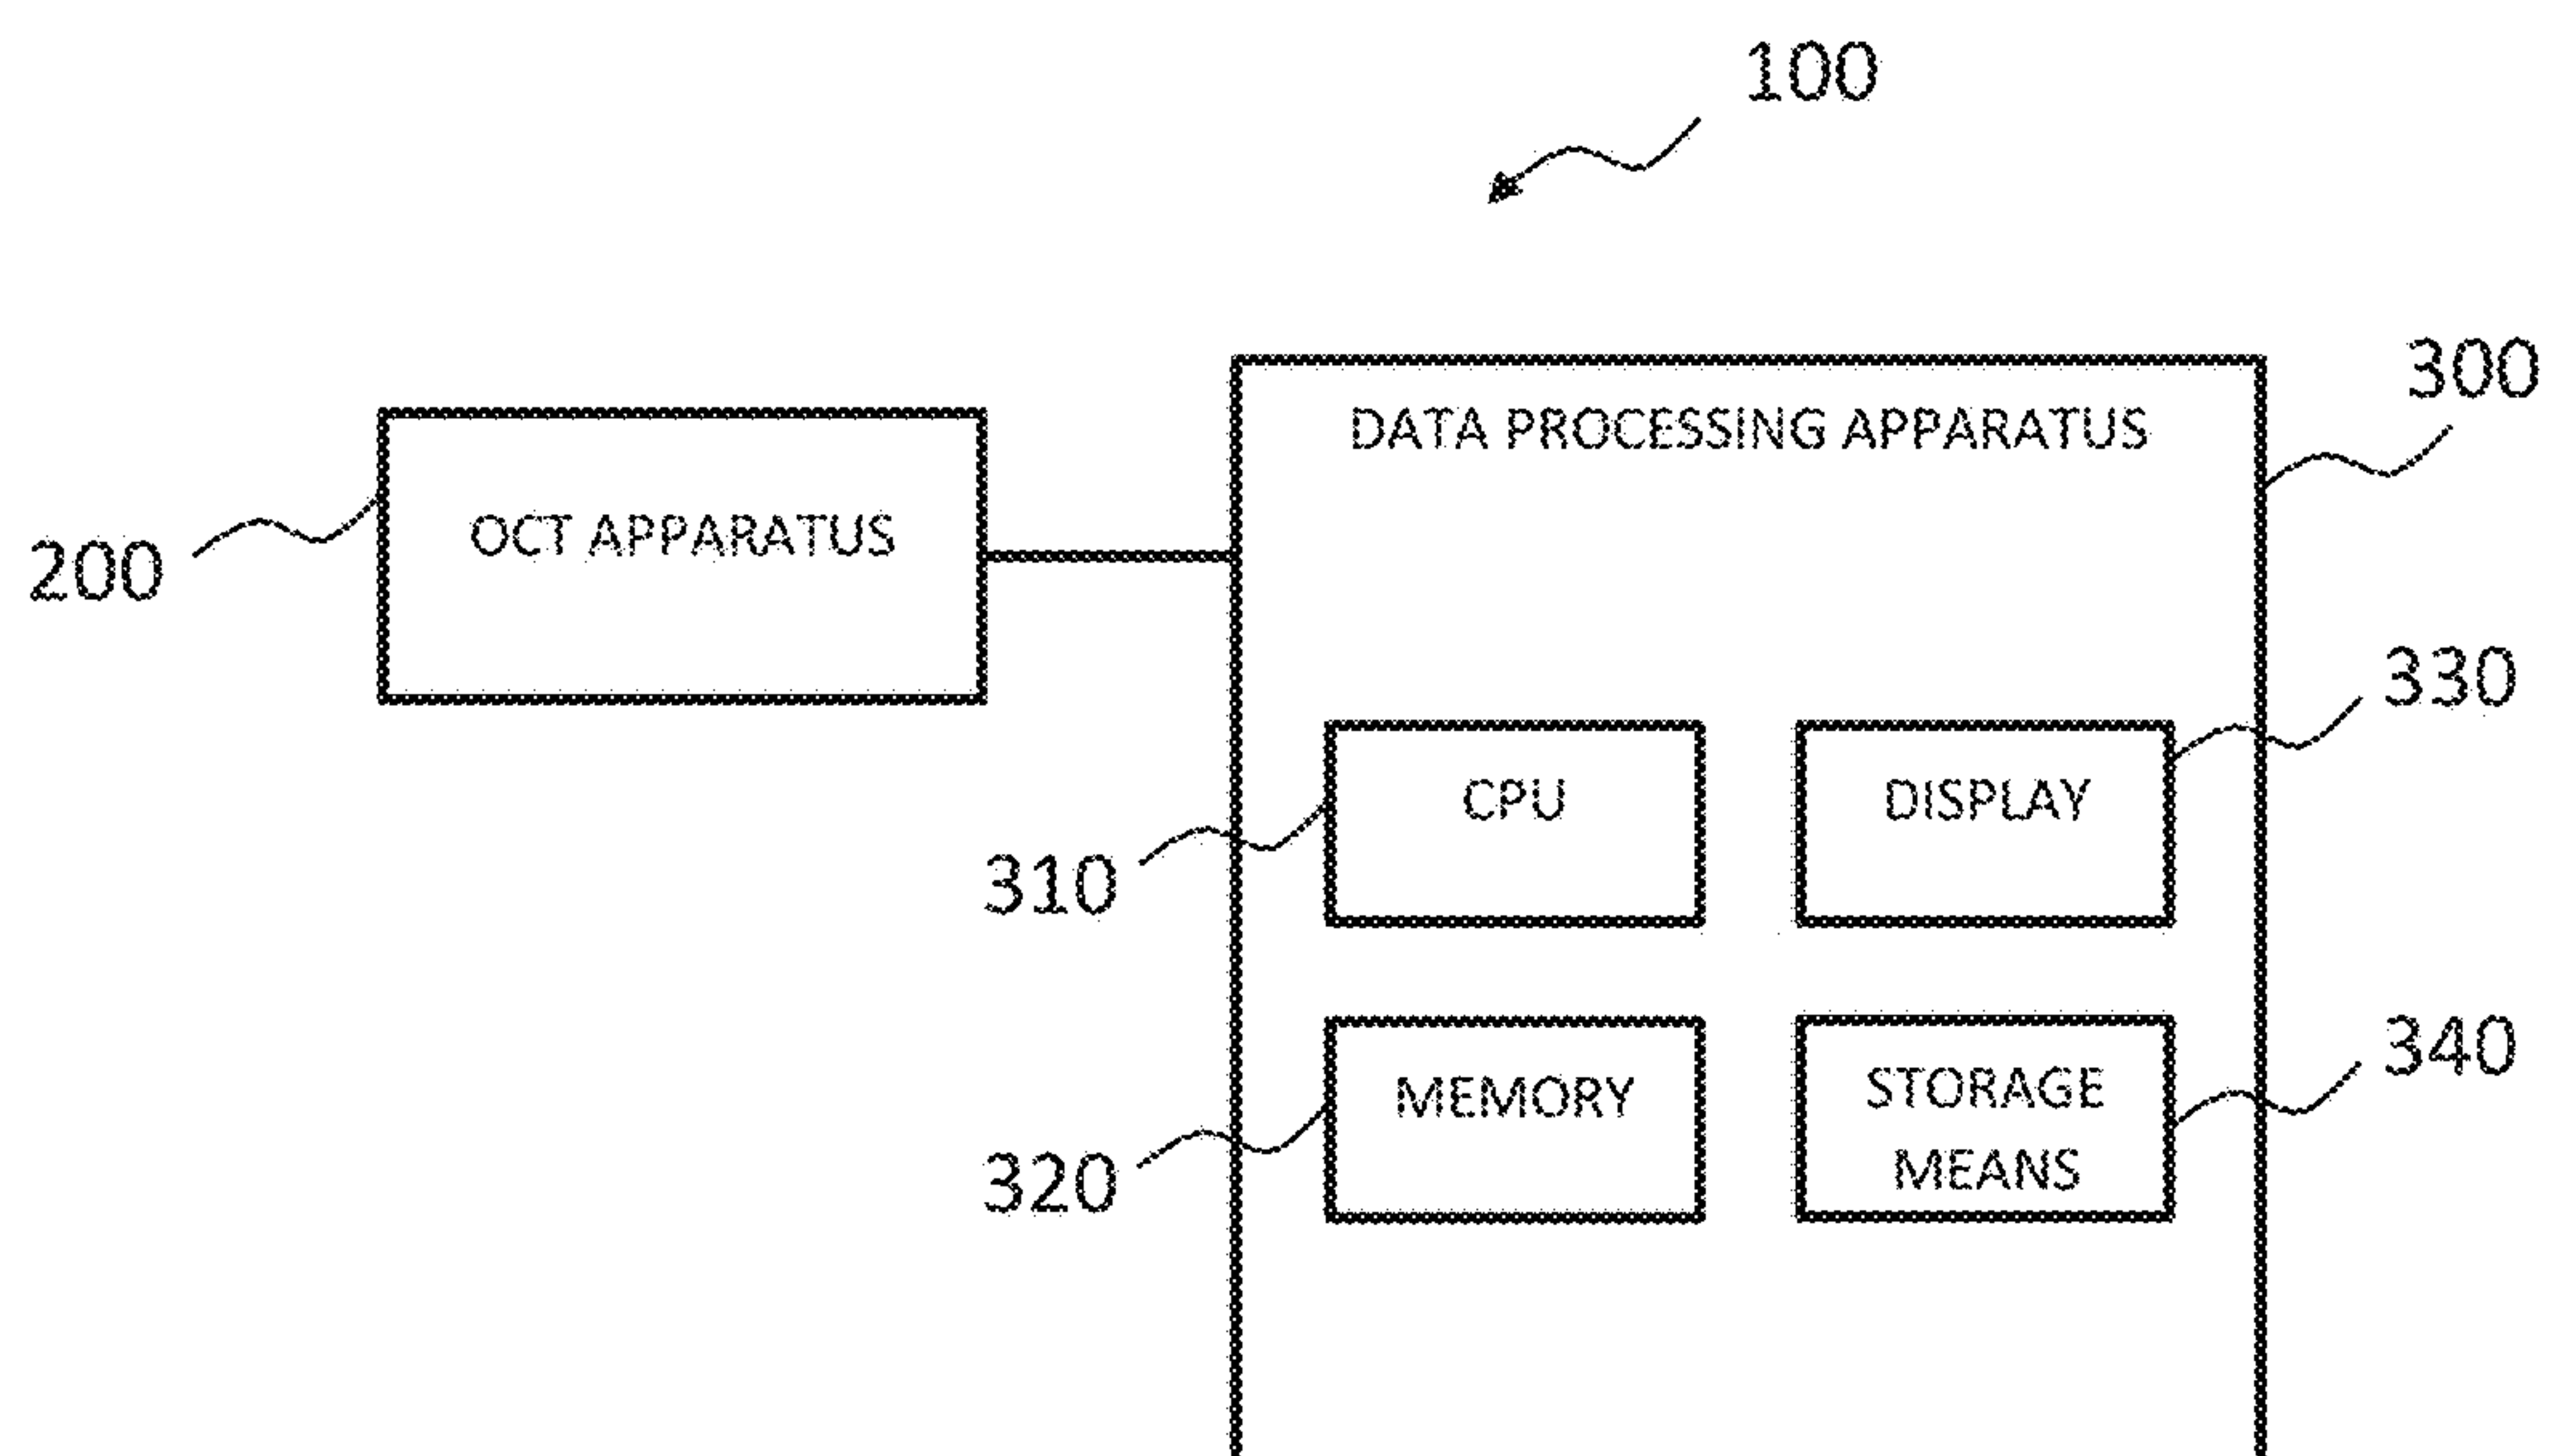 100
300
DATA PROCESSING APPARATUS
OCT APPARATUS
200
330
CPU
DISPLAY
310
340
MEMORY
STORAGE
MEANS
320